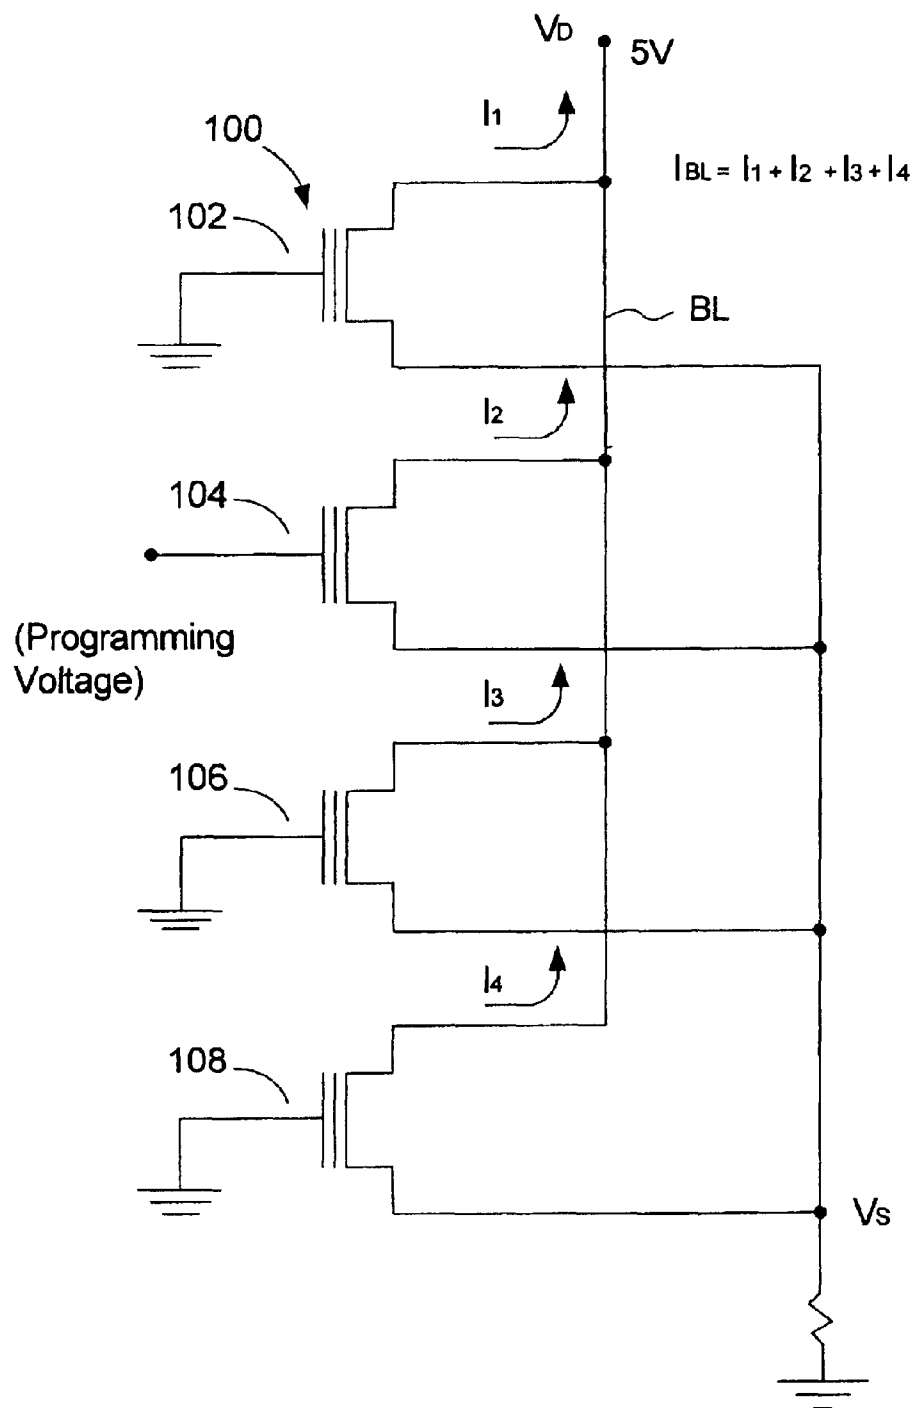 VD
5V
I1
100
IBL = I1 + I2 + I3 + I4
102
BL
I2
104
(Programming
Voltage)
I3
106
I4
108
VS